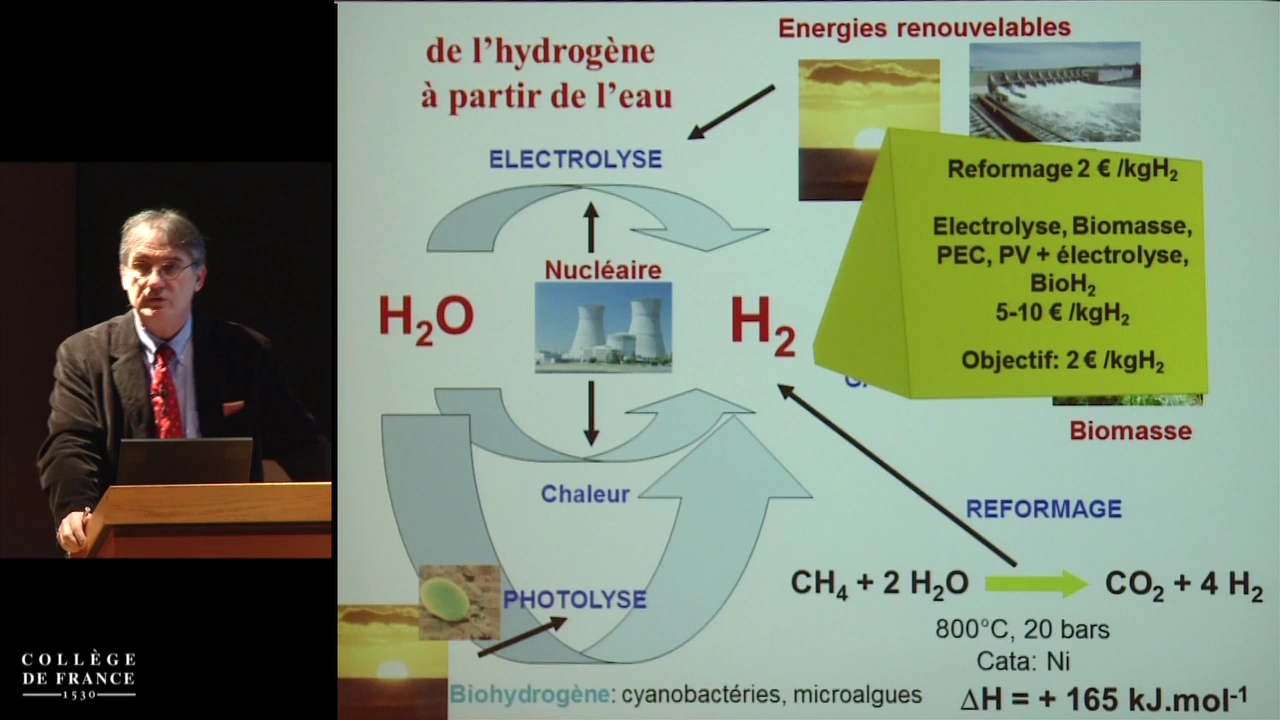 de l'hydrogène
à partir de l'eau
Energies renouvelables
ELECTROLYSE
Reformage 2 € /kgH₂
Electrolyse, Biomasse,
PEC, PV + électrolyse,
BioH₂
5-10 € /kgH₂
Objectif: 2 € /kgH₂
Nucléaire
H₂O
H₂
Biomasse
Chaleur
REFORMAGE
CH₄ + 2 H₂O CO₂ + 4 H₂
800°C, 20 bars
Cata: Ni
ΔH = + 165 kJ.mol⁻¹
PHOTOLYSE
Biohydrogène: cyanobactéries, microalgues
COLLÈGE
DE FRANCE
1530